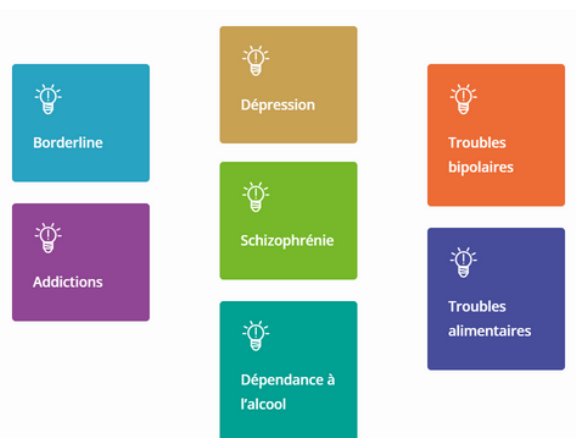 Borderline
Addictions
Dépression
Schizophrénie
Dépendance à
l'alcool
Troubles
bipolaires
Troubles
alimentaires